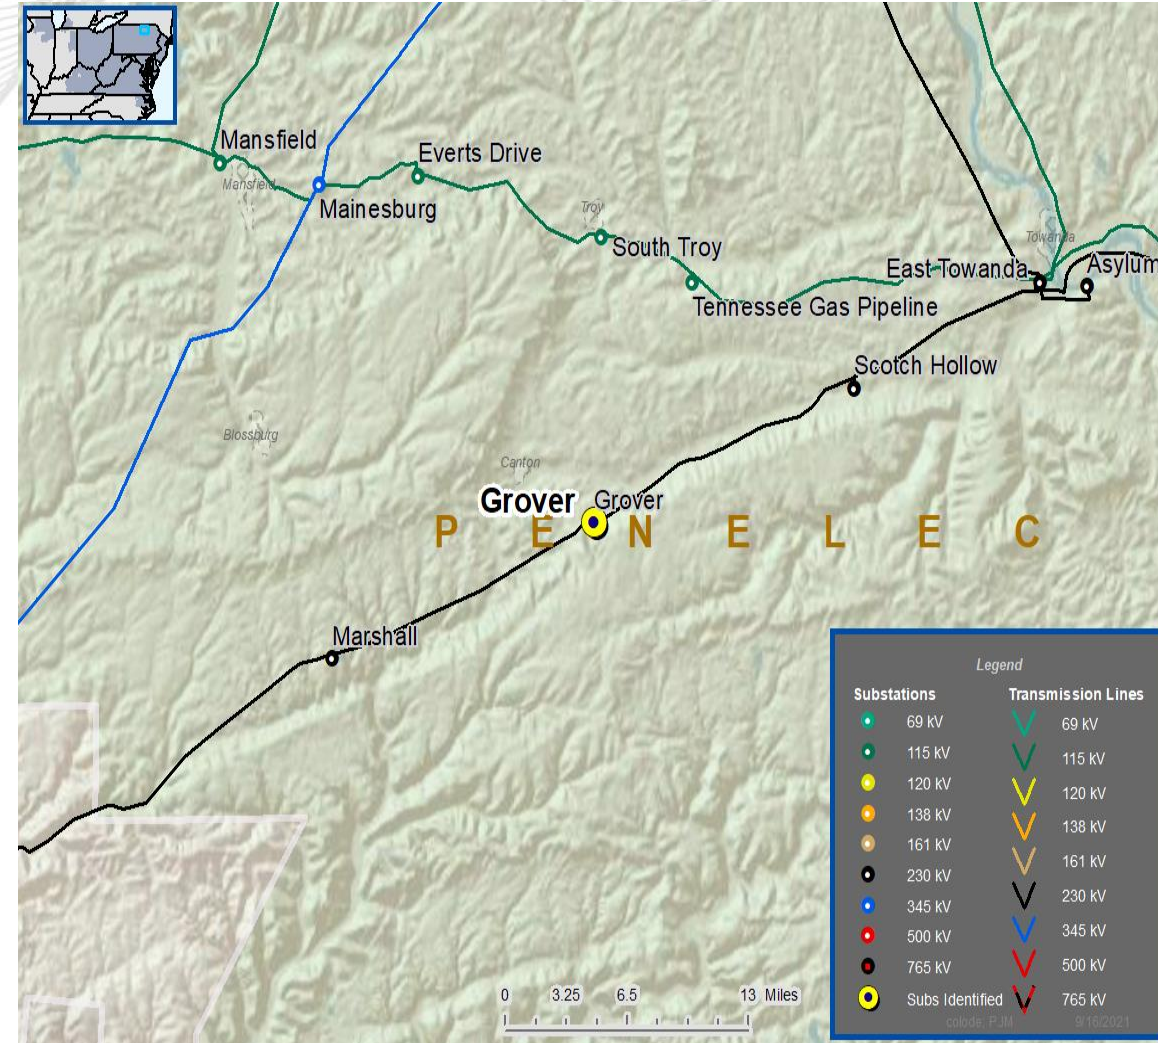 Mansfield
Mansfield
Everts Drive
Mainesburg
Troy
South Troy
Towanda
East Towanda
Asylum
Tennessee Gas Pipeline
Scotch Hollow
Blossburg
Canton
Grover
Grover
P E N E L E C
Marshall
Legend
Substations
69 kV
115 kV
120 kV
138 kV
161 kV
230 kV
345 kV
500 kV
765 kV
Subs Identified
Transmission Lines
69 kV
115 kV
120 kV
138 kV
161 kV
230 kV
345 kV
500 kV
765 kV
0 3.25 6.5 13 Miles
colode: PJM 9/16/2021